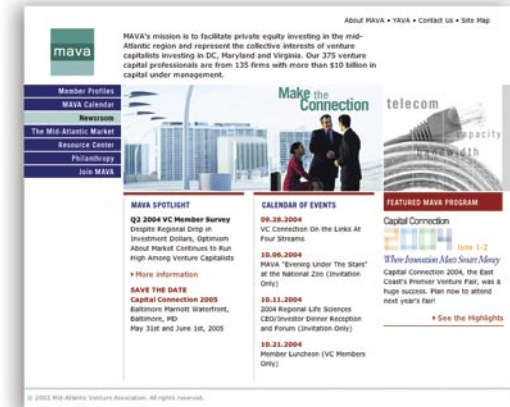 About MAVA • YAVA • Contact Us • Site Map
mava
MAVA's mission is to facilitate private equity investing in the mid-
Atlantic region and represent the collective interests of venture
capitalists investing in DC, Maryland and Virginia. Our 375 venture
capital professionals are from 135 firms with more than $10 billion in
capital under management.
Member Profiles
MAVA Calendar
Newsroom
The Mid-Atlantic Market
Resource Center
Philanthropy
Join MAVA
Make the
Connection
telecom
capacity
bandwidth
MAVA SPOTLIGHT
Q2 2004 VC Member Survey
Despite Regional Drop in
Investment Dollars, Optimism
About Market Continues to Run
High Among Venture Capitalists
▸ More information
SAVE THE DATE
Capital Connection 2005
Baltimore Marriott Waterfront,
Baltimore, MD
May 31st and June 1st, 2005
CALENDAR OF EVENTS
09.28.2004
VC Connection On the Links At
Four Streams
10.06.2004
MAVA "Evening Under The Stars"
at the National Zoo (Invitation
Only)
10.11.2004
2004 Regional Life Sciences
CEO/Investor Dinner Reception
and Forum (Invitation Only)
10.21.2004
Member Luncheon (VC Members
Only)
FEATURED MAVA PROGRAM
Capital Connection
2004 June 1-2
Where Innovation Meets Smart Money
Capital Connection 2004, the East
Coast's Premier Venture Fair, was a
huge success. Plan now to attend
next year's fair!
▸ See the Highlights
© 2003 Mid-Atlantic Venture Association. All rights reserved.